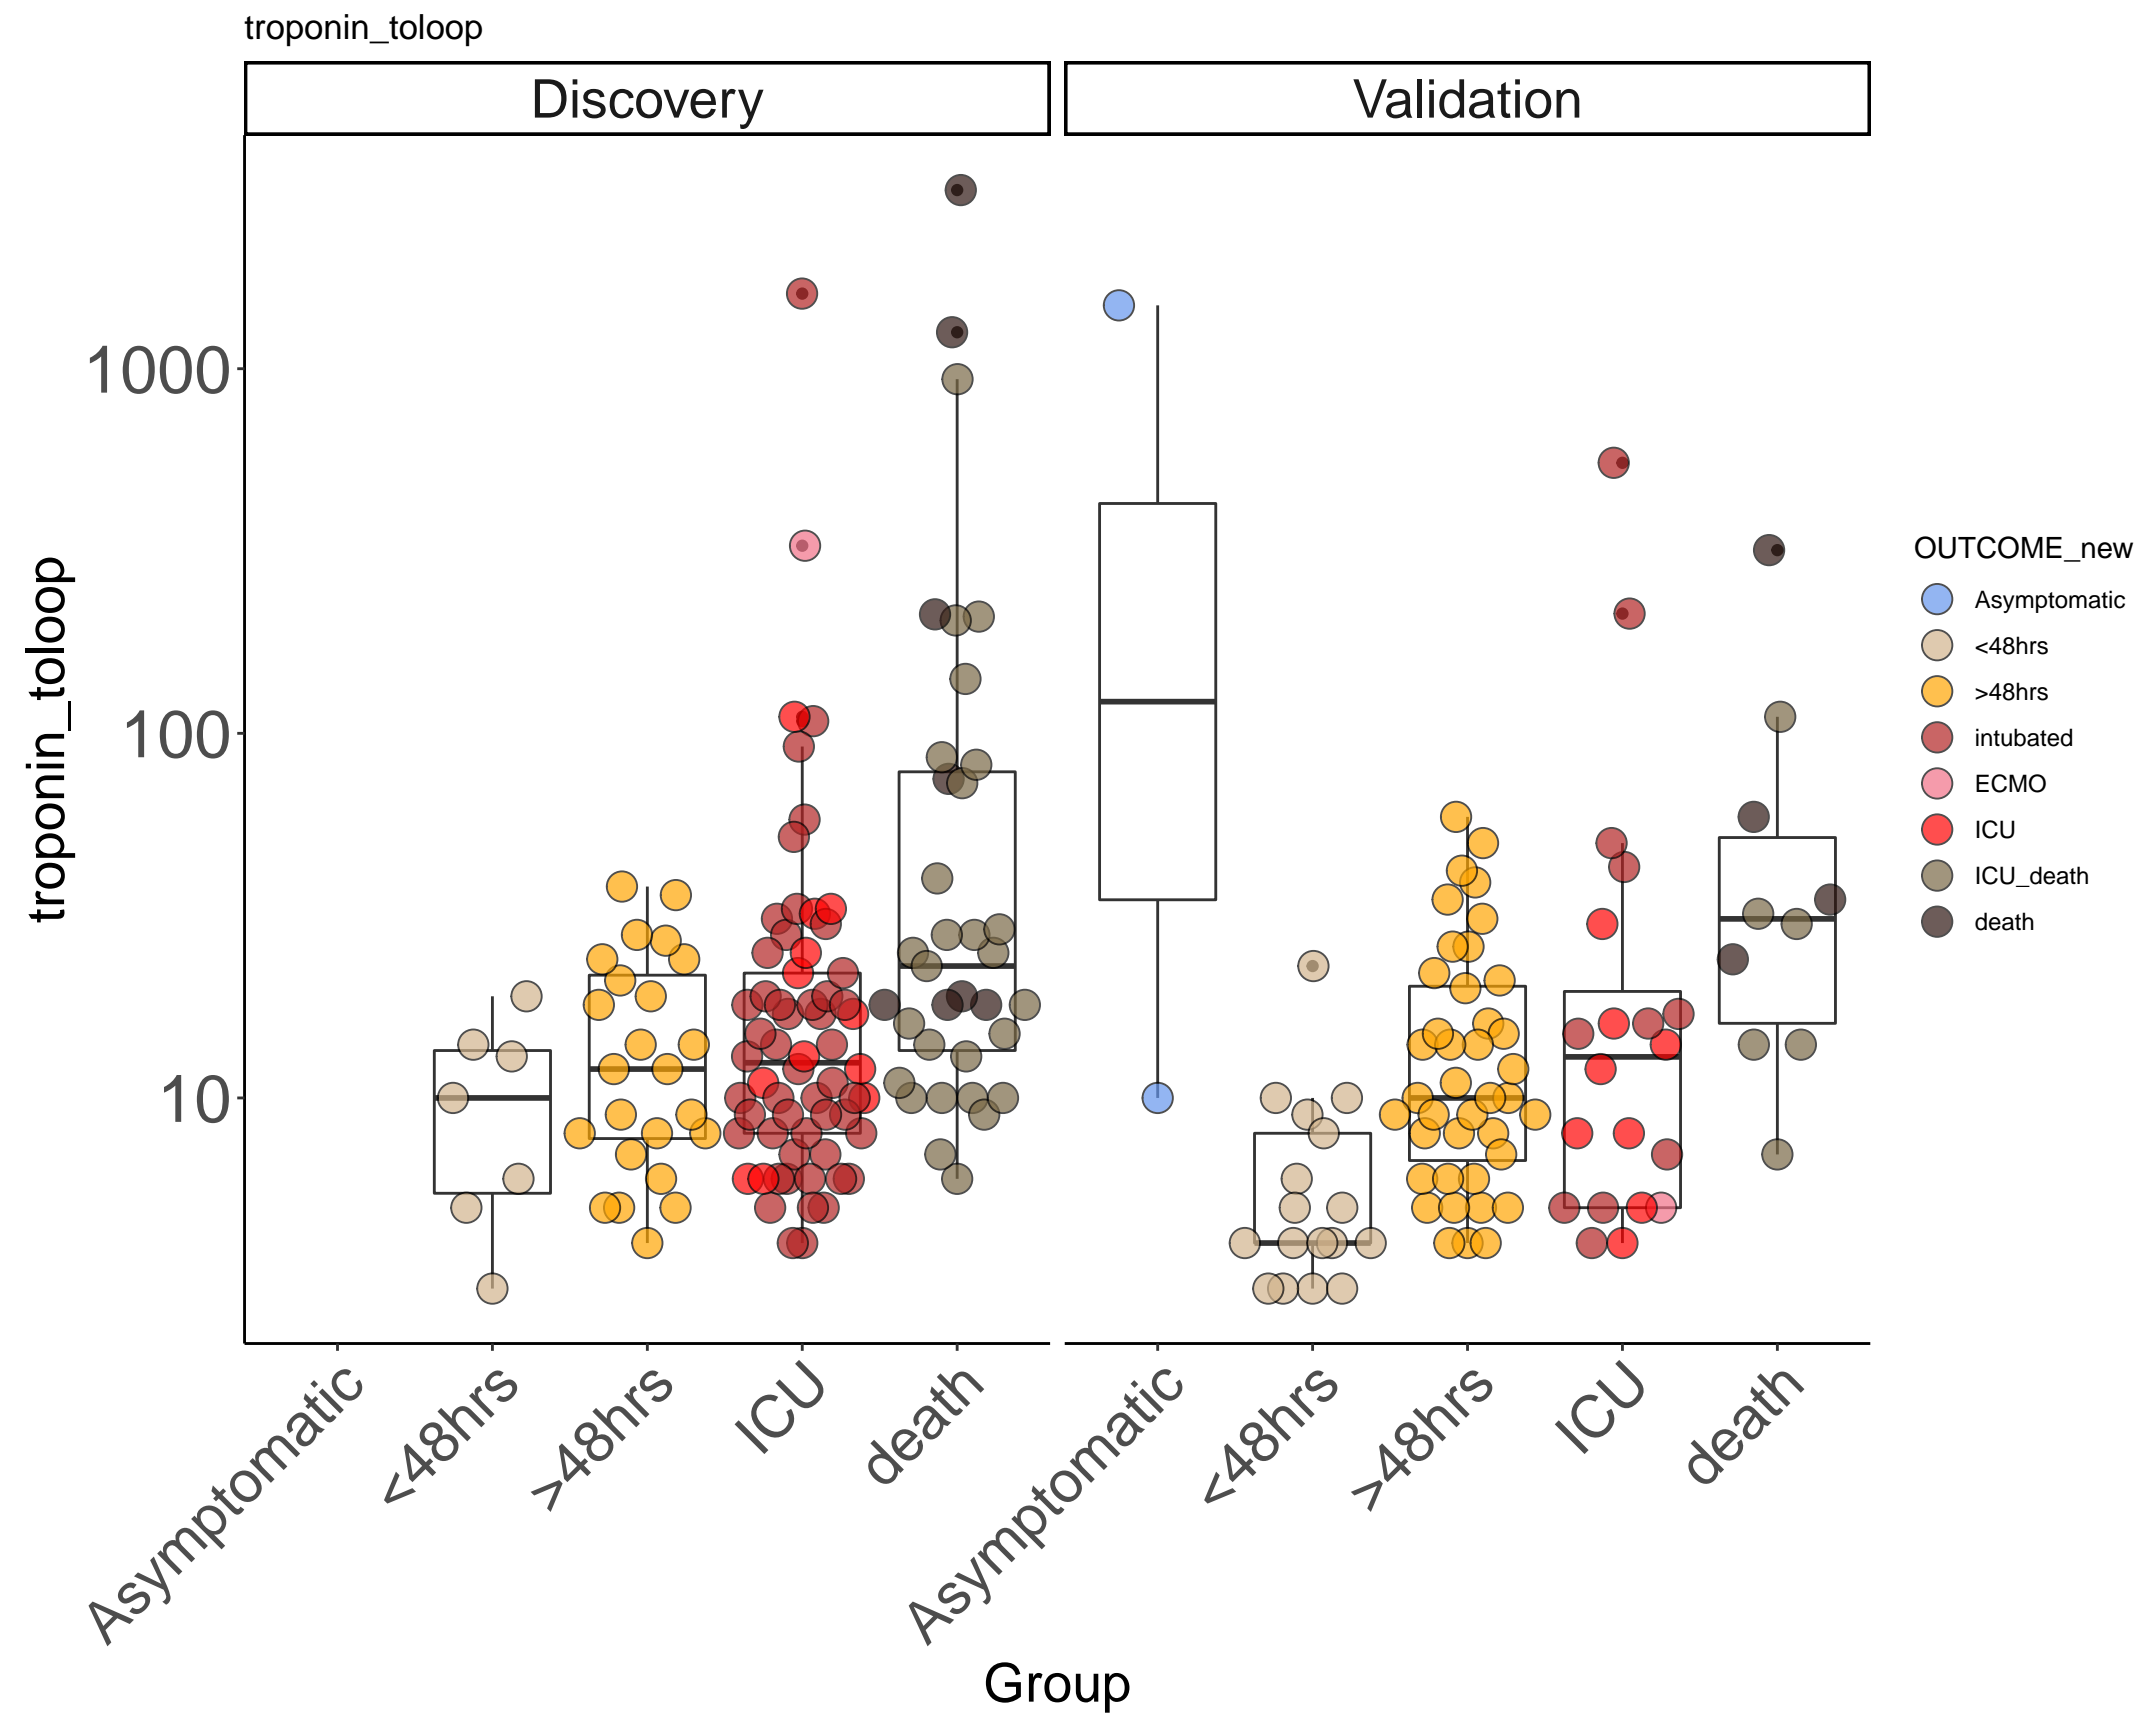 troponin_toloop
Discovery
Validation
troponin_toloop
1000
100
10
Asymptomatic
<48hrs
>48hrs
ICU
death
Asymptomatic
<48hrs
>48hrs
ICU
death
Group
OUTCOME_new
Asymptomatic
<48hrs
>48hrs
intubated
ECMO
ICU
ICU_death
death